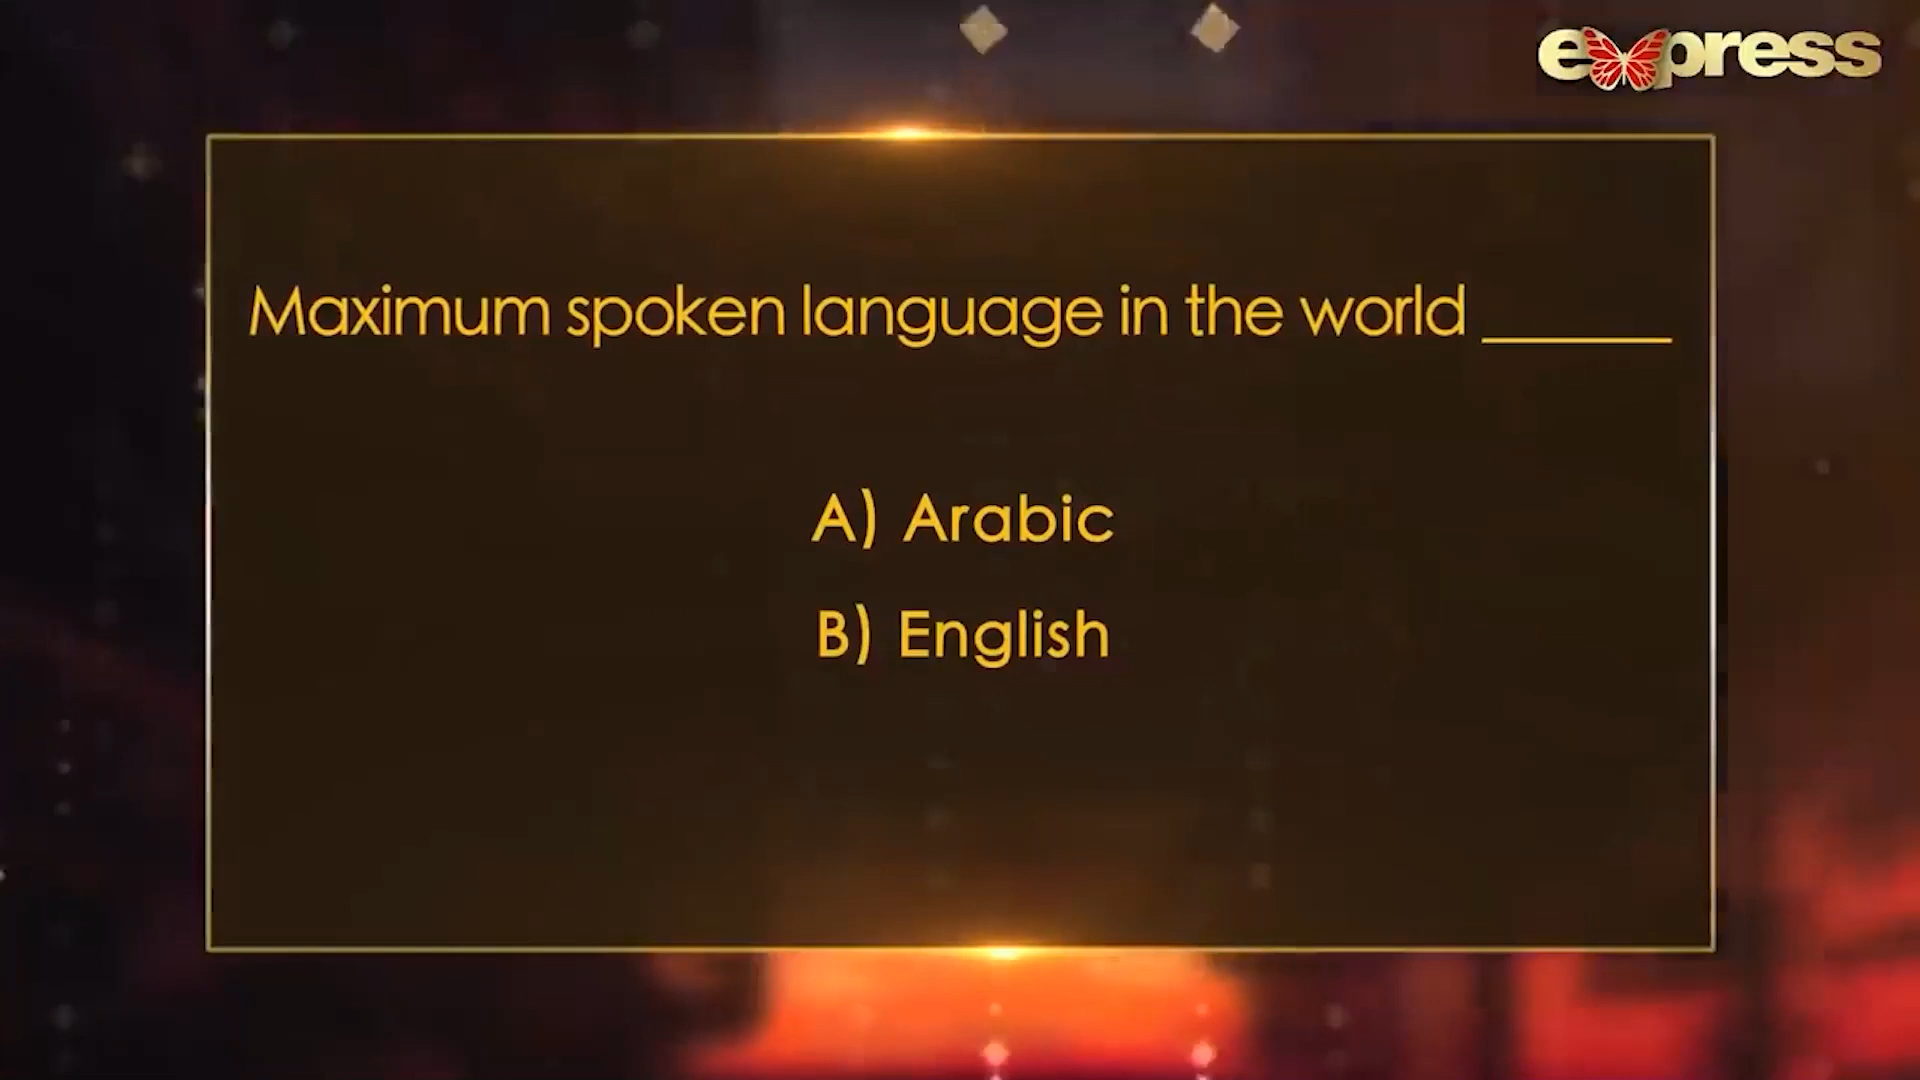 express
Maximum spoken language in the world ______
A) Arabic
B) English